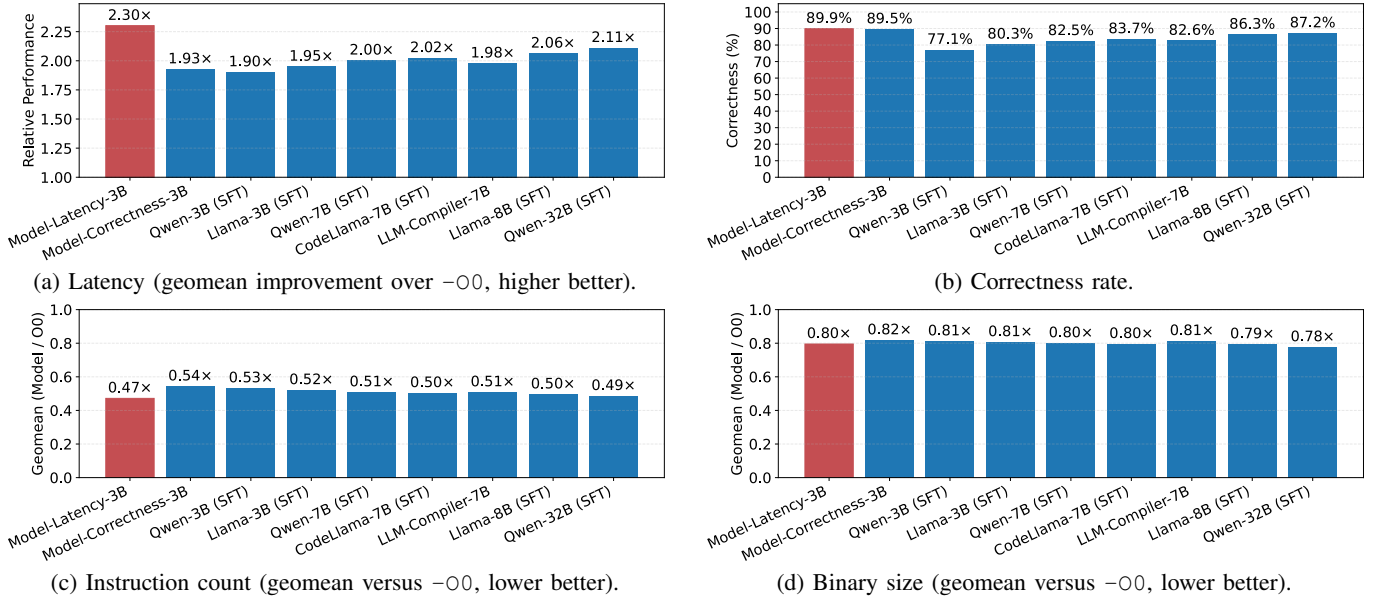 2.30×
1.93×
1.90×
1.95×
2.00×
2.02×
1.98×
2.06×
2.11×
Relative Performance
2.25
2.00
1.75
1.50
1.25
1.00
Model-Latency-3B
Model-Correctness-3B
Qwen-3B (SFT)
Llama-3B (SFT)
Qwen-7B (SFT)
CodeLlama-7B (SFT)
LLM-Compiler-7B
Llama-8B (SFT)
Qwen-32B (SFT)
(a) Latency (geomean improvement over -O0, higher better).
89.9%
89.5%
77.1%
80.3%
82.5%
83.7%
82.6%
86.3%
87.2%
Correctness (%)
100
90
80
70
60
50
40
30
20
10
0
Model-Latency-3B
Model-Correctness-3B
Qwen-3B (SFT)
Llama-3B (SFT)
Qwen-7B (SFT)
CodeLlama-7B (SFT)
LLM-Compiler-7B
Llama-8B (SFT)
Qwen-32B (SFT)
(b) Correctness rate.
0.47×
0.54×
0.53×
0.52×
0.51×
0.50×
0.51×
0.50×
0.49×
Geomean (Model / O0)
1.0
0.8
0.6
0.4
0.2
0.0
Model-Latency-3B
Model-Correctness-3B
Qwen-3B (SFT)
Llama-3B (SFT)
Qwen-7B (SFT)
CodeLlama-7B (SFT)
LLM-Compiler-7B
Llama-8B (SFT)
Qwen-32B (SFT)
(c) Instruction count (geomean versus -O0, lower better).
0.80×
0.82×
0.81×
0.81×
0.80×
0.80×
0.81×
0.79×
0.78×
Geomean (Model / O0)
1.0
0.8
0.6
0.4
0.2
0.0
Model-Latency-3B
Model-Correctness-3B
Qwen-3B (SFT)
Llama-3B (SFT)
Qwen-7B (SFT)
CodeLlama-7B (SFT)
LLM-Compiler-7B
Llama-8B (SFT)
Qwen-32B (SFT)
(d) Binary size (geomean versus -O0, lower better).